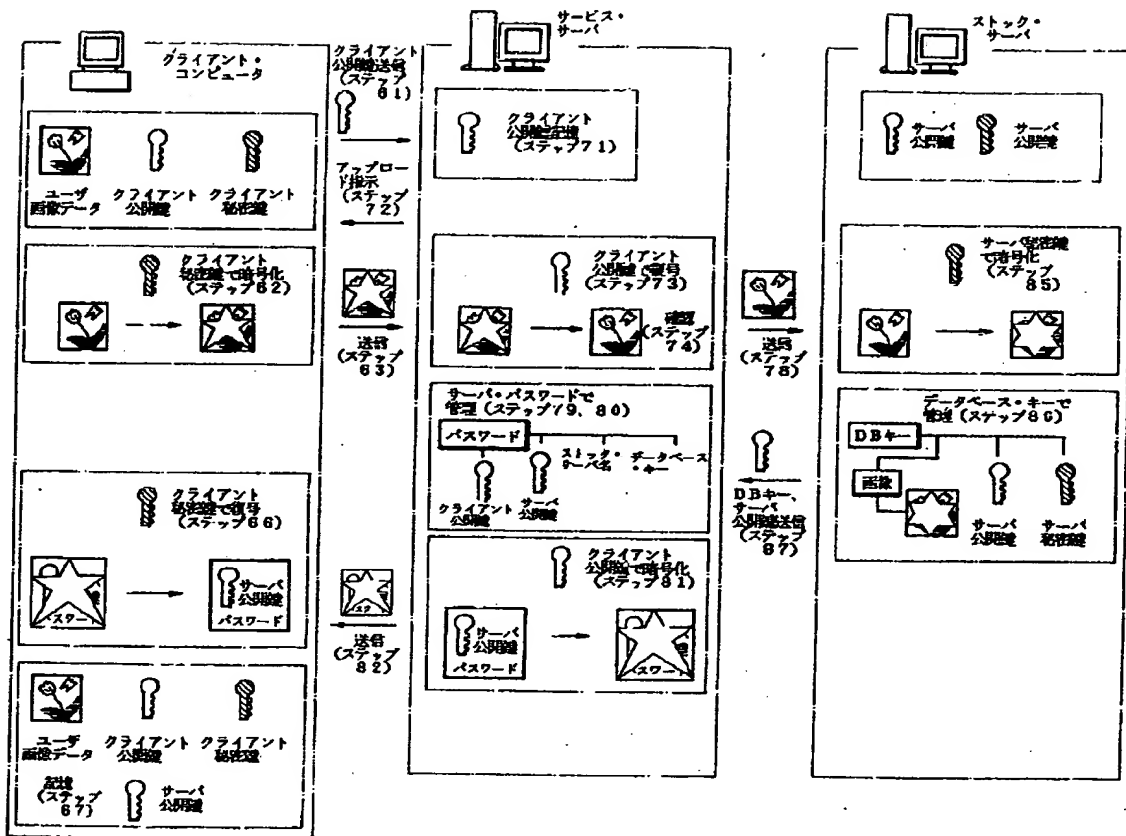 クライアント・
コンピュータ
クライアント
公開鍵送信
(ステップ
61)
サービス・
サーバ
ストック・
サーバ
ユーザ
画像データ
クライアント
公開鍵
クライアント
秘密鍵
アップロー
ド指示
(ステップ
72)
クライアント
公開鍵記憶
(ステップ71)
サーバ
公開鍵
サーバ
公開鍵
クライアント
秘密鍵で暗号化
(ステップ62)
送信
(ステップ
63)
クライアント
公開鍵で復号
(ステップ73)
確認
(ステップ
74)
送信
(ステップ
78)
サーバ秘密鍵
で暗号化
(ステップ
85)
サーバ・パスワードで
管理(ステップ79、80)
パスワード
クライアント
公開鍵
サーバ
公開鍵
ストック・
サーバ名
データベース
・キー
DBキー、
サーバ
公開鍵送信
(ステップ
87)
データベース・キーで
管理(ステップ86)
DBキー
画像
サーバ
公開鍵
サーバ
秘密鍵
クライアント
秘密鍵で復号
(ステップ66)
パスワー
サーバ
公開鍵
パスワード
送信
(ステップ
82)
クライアント
公開鍵で暗号化
(ステップ81)
サーバ
公開鍵
パスワード
パスワー
ユーザ
画像データ
クライアント
公開鍵
クライアント
秘密鍵
記憶
(ステップ
67)
サーバ
公開鍵